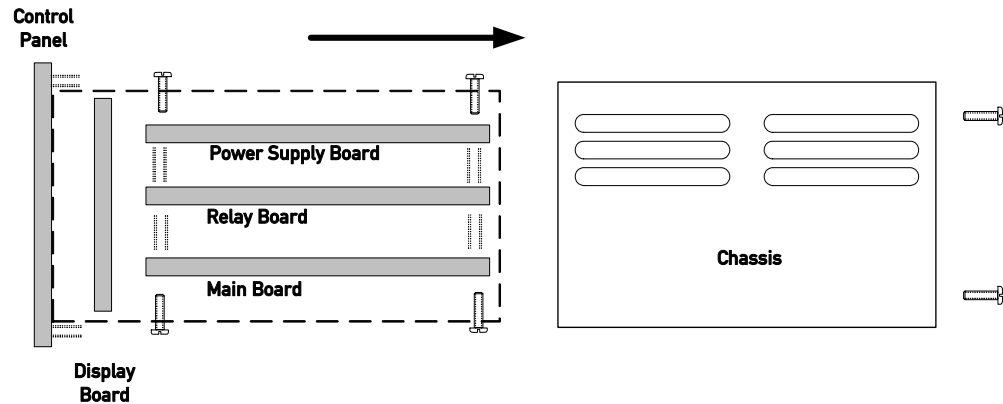 Control
Panel
Power Supply Board
Relay Board
Main Board
Chassis
Display
Board